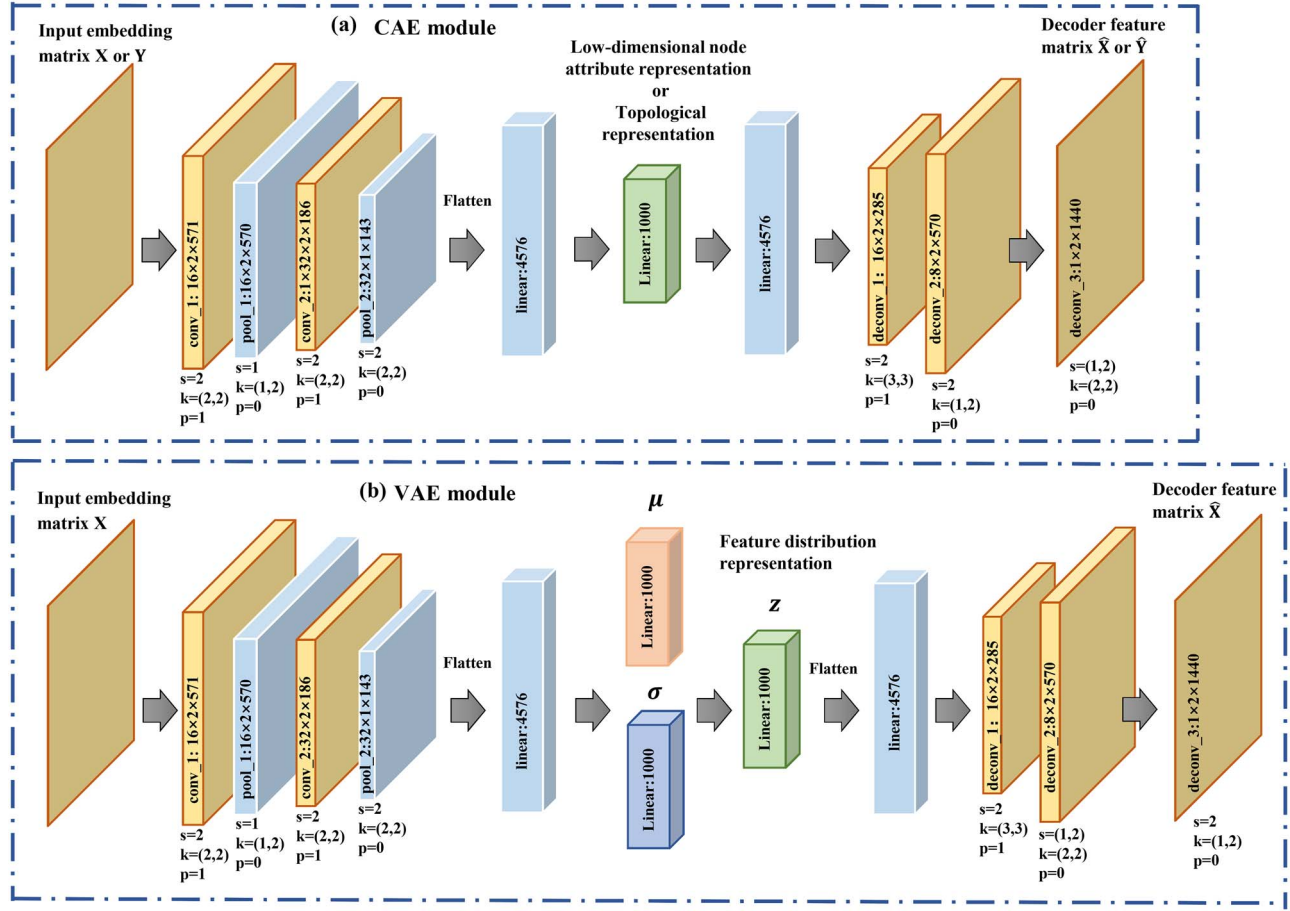 (a) CAE module
Input embedding
matrix X or Y
conv_1: 16×2×571
s=2
k=(2,2)
p=1
pool_1:16×2×570
s=1
k=(1,2)
p=0
conv_2:1×32×2×186
s=2
k=(2,2)
p=1
pool_2:32×1×143
s=2
k=(2,2)
p=0
Flatten
linear:4576
Low-dimensional node
attribute representation
or
Topological
representation
Linear:1000
linear:4576
deconv_1: 16×2×285
s=2
k=(3,3)
p=1
deconv_2:8×2×570
s=2
k=(1,2)
p=0
Decoder feature
matrix X̂ or Ŷ
deconv_3:1×2×1440
s=(1,2)
k=(2,2)
p=0
(b) VAE module
Input embedding
matrix X
conv_1: 16×2×571
s=2
k=(2,2)
p=1
pool_1:16×2×570
s=1
k=(1,2)
p=0
conv_2:32×2×186
s=2
k=(2,2)
p=1
pool_2:32×1×143
s=2
k=(2,2)
p=0
Flatten
linear:4576
μ
Linear:1000
σ
Linear:1000
Feature distribution
representation
z
Linear:1000
Flatten
linear:4576
deconv_1: 16×2×285
s=2
k=(3,3)
p=1
deconv_2:8×2×570
s=(1,2)
k=(2,2)
p=0
Decoder feature
matrix X̂
deconv_3:1×2×1440
s=2
k=(1,2)
p=0